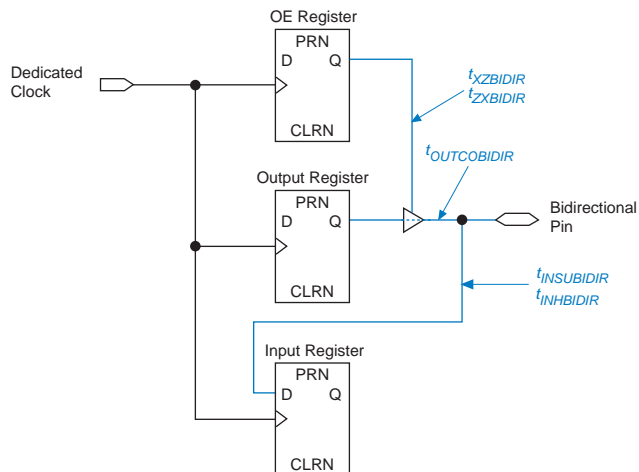 OE Register
PRN
D Q
CLRN
Dedicated
Clock
tXZBIDIR
tZXBIDIR
tOUTCOBIDIR
Output Register
PRN
D Q
CLRN
Bidirectional
Pin
tINSUBIDIR
tINHBIDIR
Input Register
PRN
D Q
CLRN